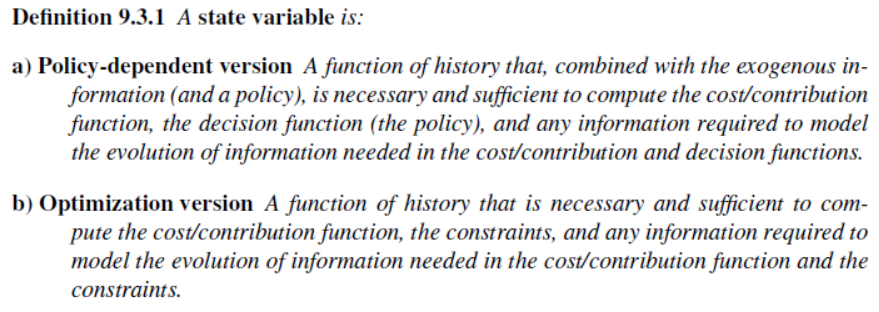 Definition 9.3.1 A state variable is:
a) Policy-dependent version A function of history that, combined with the exogenous in-
formation (and a policy), is necessary and sufficient to compute the cost/contribution
function, the decision function (the policy), and any information required to model
the evolution of information needed in the cost/contribution and decision functions.
b) Optimization version A function of history that is necessary and sufficient to com-
pute the cost/contribution function, the constraints, and any information required to
model the evolution of information needed in the cost/contribution function and the
constraints.